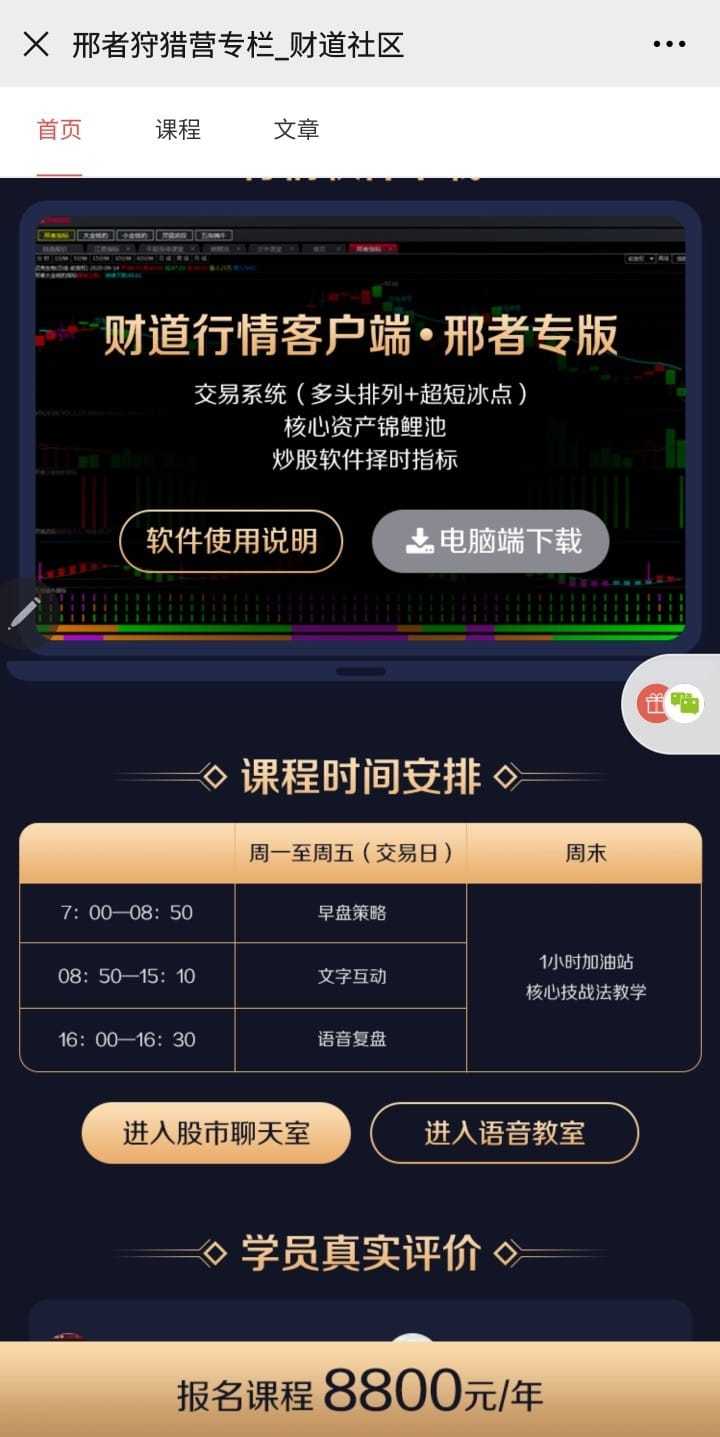 邢者狩猎营专栏_财道社区
首页 课程 文章
财道行情客户端•邢者专版
交易系统（多头排列+超短冰点）
核心资产锦鲤池
炒股软件择时指标
软件使用说明 电脑端下载
课程时间安排
周一至周五（交易日） 周末
7：00—08：50 早盘策略
08：50—15：10 文字互动
16：00—16：30 语音复盘
1小时加油站
核心技战法教学
进入股市聊天室 进入语音教室
学员真实评价
报名课程 8800元/年